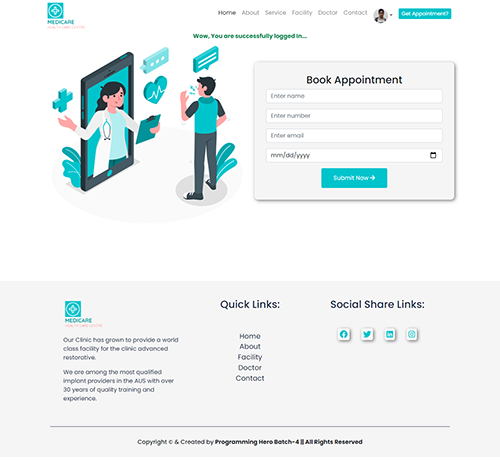 MEDICARE
HEALTH CARE CENTRE
Home About Service Facility Doctor Contact Get Appointment?
Wow, You are successfully logged in...
Book Appointment
Enter name
Enter number
Enter email
mm/dd/yyyy
Submit Now
MEDICARE
HEALTH CARE CENTRE
Our Clinic has grown to provide a world
class facility for the clinic advanced
restorative.
We are among the most qualified
implant providers in the AUS with over
30 years of quality training and
experience.
Quick Links:
Home
About
Facility
Doctor
Contact
Social Share Links:
Copyright © & Created by Programming Hero Batch-4 || All Rights Reserved